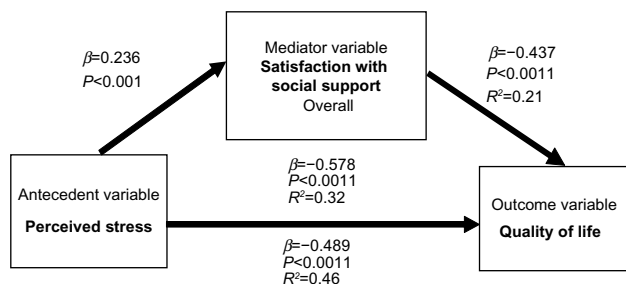 Mediator variable
Satisfaction with
social support
Overall
β=0.236
P<0.001
β=−0.437
P<0.0011
R²=0.21
Antecedent variable
Perceived stress
β=−0.578
P<0.0011
R²=0.32
β=−0.489
P<0.0011
R²=0.46
Outcome variable
Quality of life